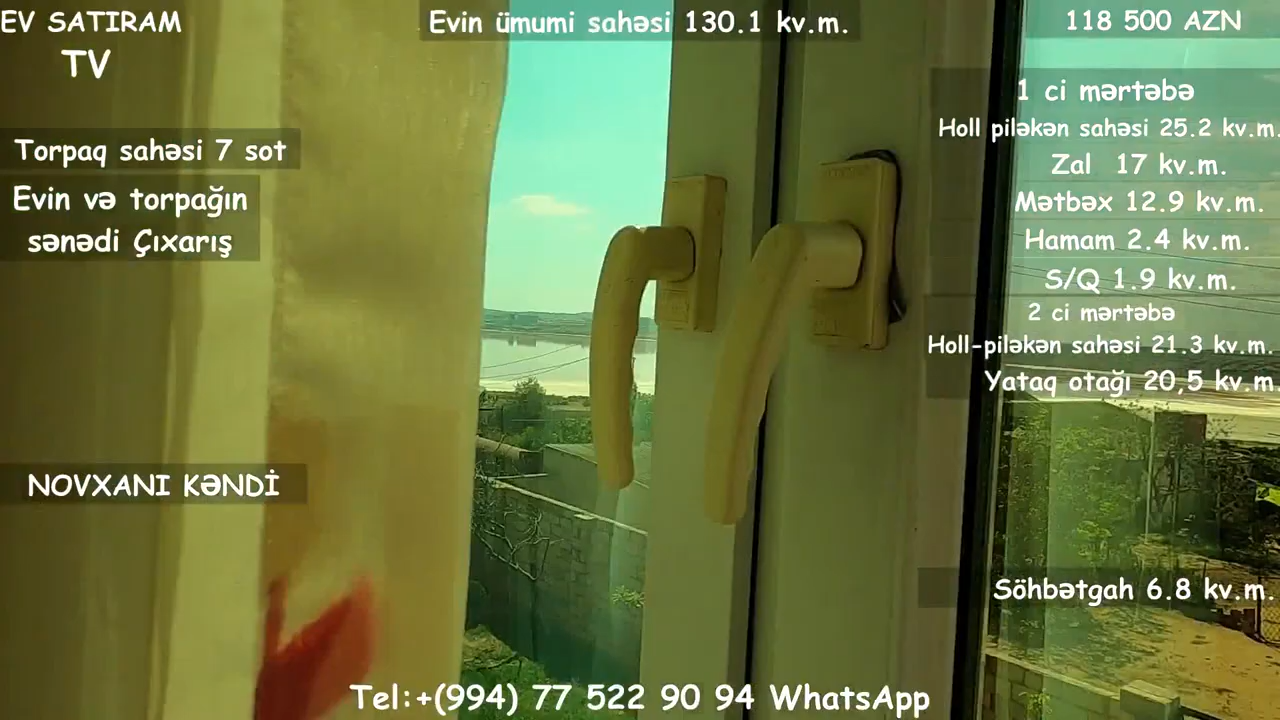 EV SATIRAM
TV
Evin ümumi sahəsi 130.1 kv.m.
118 500 AZN
Torpaq sahəsi 7 sot
Evin və torpağın
sənədi Çıxarış
NOVXANI KƏNDİ
1 ci mərtəbə
Holl piləkən sahəsi 25.2 kv.m.
Zal 17 kv.m.
Mətbəx 12.9 kv.m.
Hamam 2.4 kv.m.
S/Q 1.9 kv.m.
2 ci mərtəbə
Holl-piləkən sahəsi 21.3 kv.m.
Yataq otağı 20,5 kv.m.
Söhbətgah 6.8 kv.m.
Tel:+(994) 77 522 90 94 WhatsApp